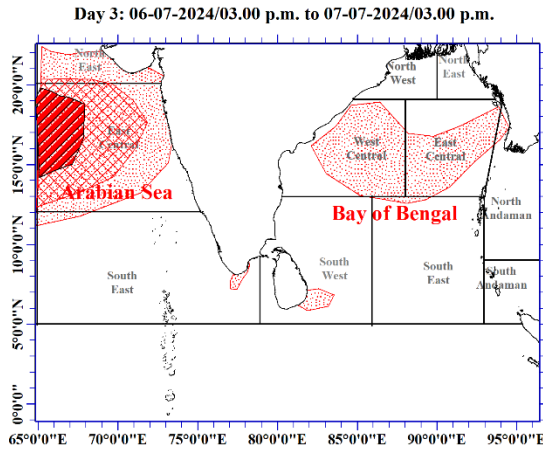 Day 3: 06-07-2024/03.00 p.m. to 07-07-2024/03.00 p.m.
North
East
North
West
North
East
20°0'0"N
East
Central
West
Central
East
Central
15°0'0"N
Arabian Sea
Bay of Bengal
North
Andaman
10°0'0"N
South
East
South
West
South
East
South
Andaman
5°0'0"N
0°0'0"
65°0'0"E 70°0'0"E 75°0'0"E 80°0'0"E 85°0'0"E 90°0'0"E 95°0'0"E